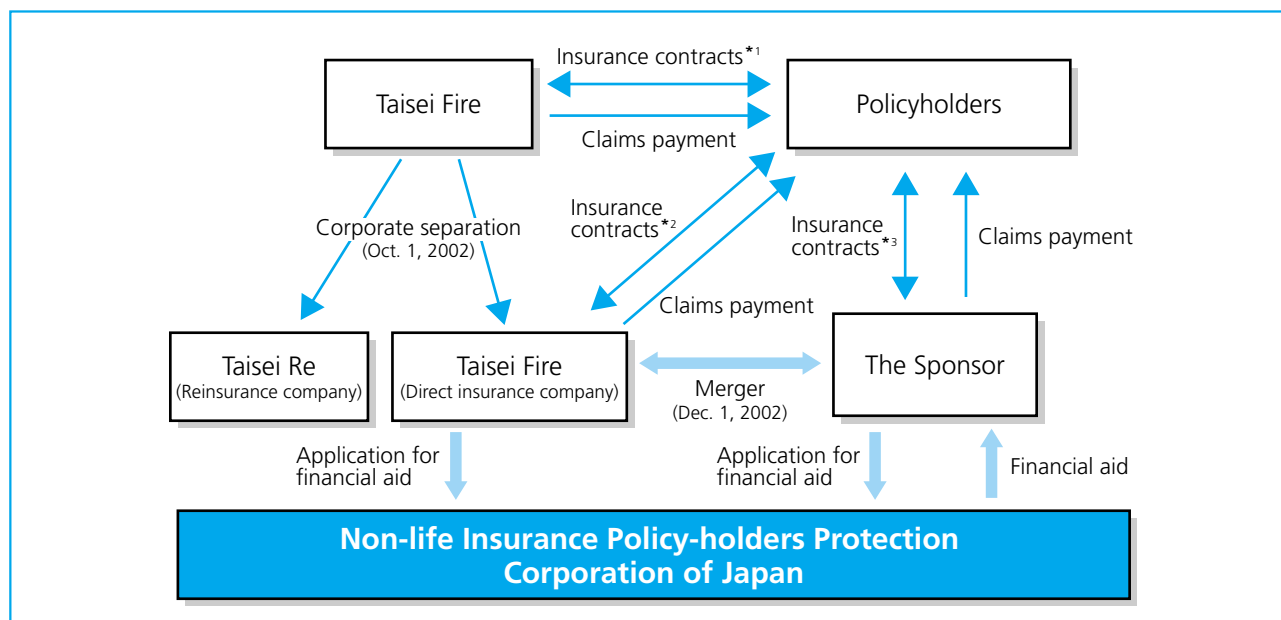 Insurance contracts*1
Taisei Fire
Policyholders
Claims payment
Insurance
contracts*2
Insurance
contracts*3
Claims payment
Corporate separation
(Oct. 1, 2002)
Claims payment
Taisei Re
(Reinsurance company)
Taisei Fire
(Direct insurance company)
The Sponsor
Merger
(Dec. 1, 2002)
Application for
financial aid
Application for
financial aid
Financial aid
Non-life Insurance Policy-holders Protection
Corporation of Japan